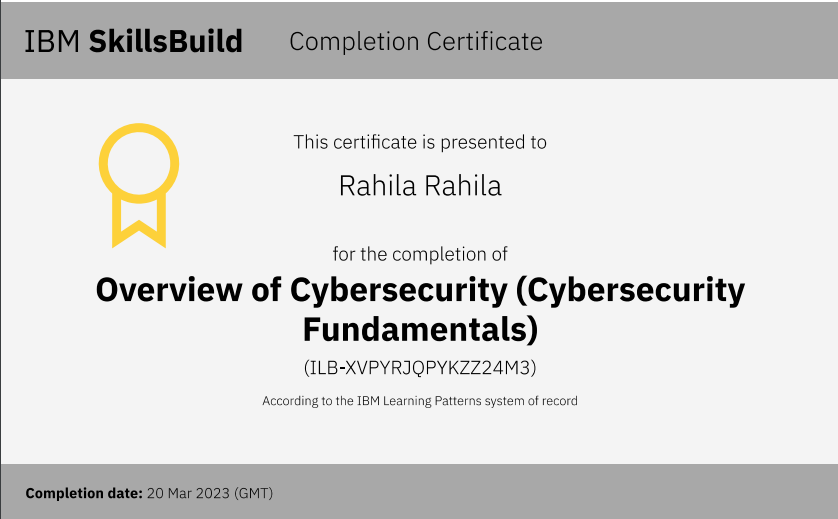 IBM SkillsBuild Completion Certificate
This certificate is presented to
Rahila Rahila
for the completion of
Overview of Cybersecurity (Cybersecurity
Fundamentals)
(ILB-XVPYRJQPYKZZ24M3)
According to the IBM Learning Patterns system of record
Completion date: 20 Mar 2023 (GMT)